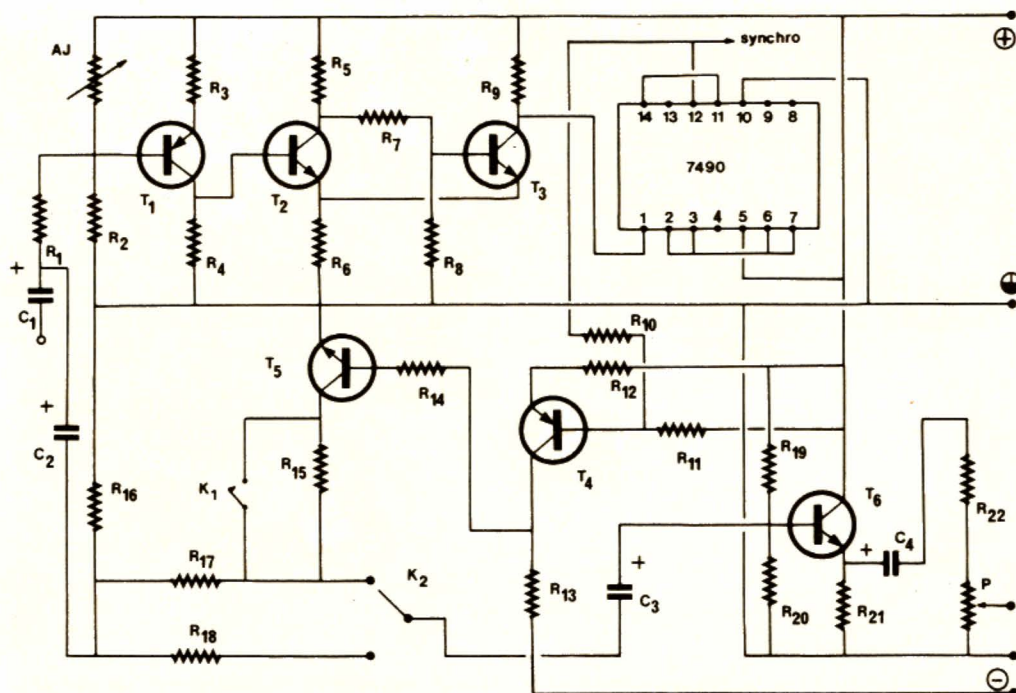 AJ
R3
R5
R9
synchro
14 13 12 11 10 9 8
7490
1 2 3 4 5 6 7
R7
T1
T2
T3
R1
R2
R4
R6
R8
+
C1
R10
T5
R14
R12
+
C2
R16
K1
R15
T4
R11
R19
T6
R22
+
C4
R17
K2
R13
+
C3
R20
R21
P
R18
+
-